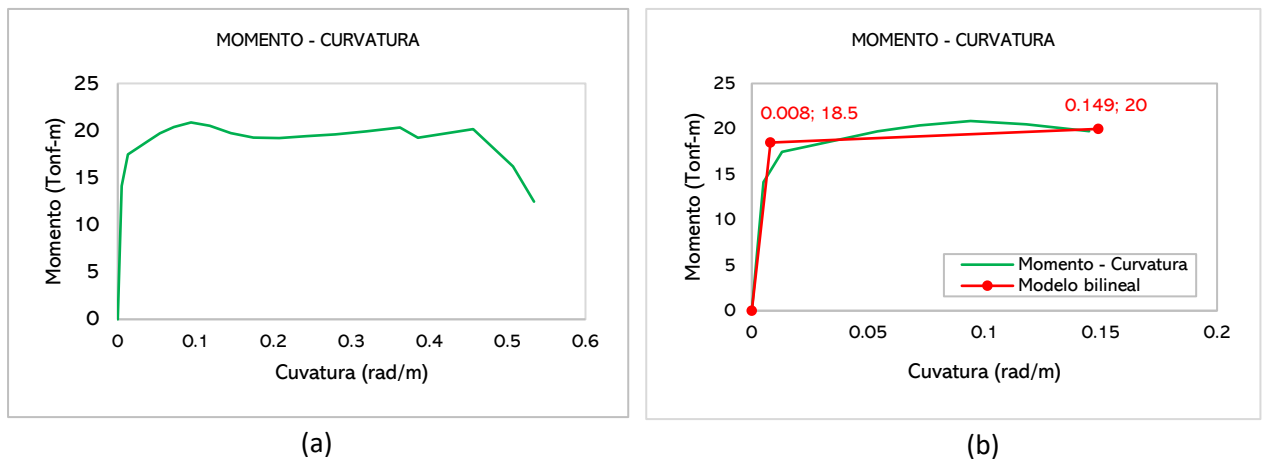 MOMENTO - CURVATURA
25
20
15
10
5
0
Momento (Tonf-m)
0 0.1 0.2 0.3 0.4 0.5 0.6
Cuvatura (rad/m)
(a)
MOMENTO - CURVATURA
25
20
15
10
5
0
Momento (Tonf-m)
0.008; 18.5
0.149; 20
Momento - Curvatura
Modelo bilineal
0 0.05 0.1 0.15 0.2
Cuvatura (rad/m)
(b)